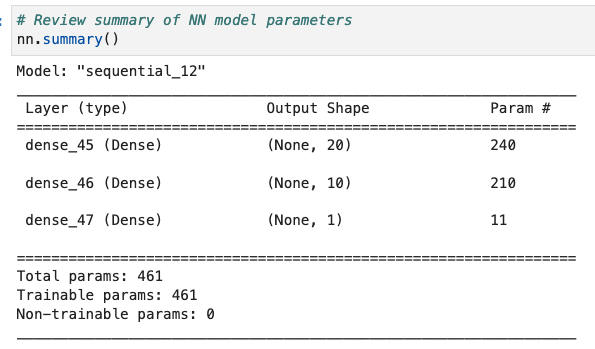 # Review summary of NN model parameters
nn.summary()
Model: "sequential_12"
Layer (type) Output Shape Param #
dense_45 (Dense) (None, 20) 240
dense_46 (Dense) (None, 10) 210
dense_47 (Dense) (None, 1) 11
Total params: 461
Trainable params: 461
Non-trainable params: 0